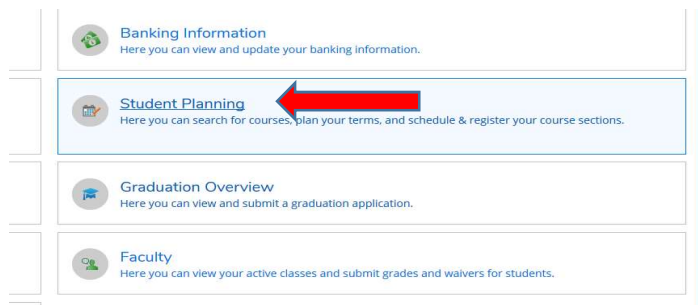 Banking Information
Here you can view and update your banking information.
Student Planning
Here you can search for courses, plan your terms, and schedule & register your course sections.
Graduation Overview
Here you can view and submit a graduation application.
Faculty
Here you can view your active classes and submit grades and waivers for students.